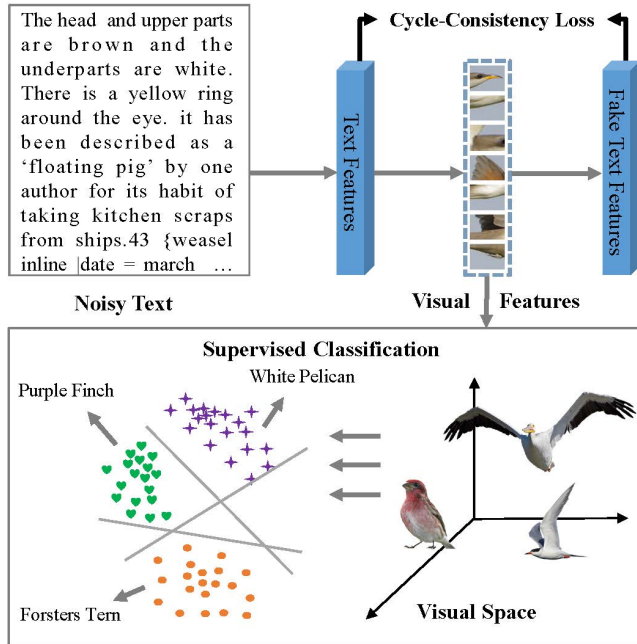 The head and upper parts
are brown and the
underparts are white.
There is a yellow ring
around the eye. it has
been described as a
‘floating pig’ by one
author for its habit of
taking kitchen scraps
from ships.43 {weasel
inline |date = march …
Noisy Text
Cycle-Consistency Loss
Text Features
Fake Text Features
Visual Features
Supervised Classification
White Pelican
Purple Finch
Forsters Tern
Visual Space